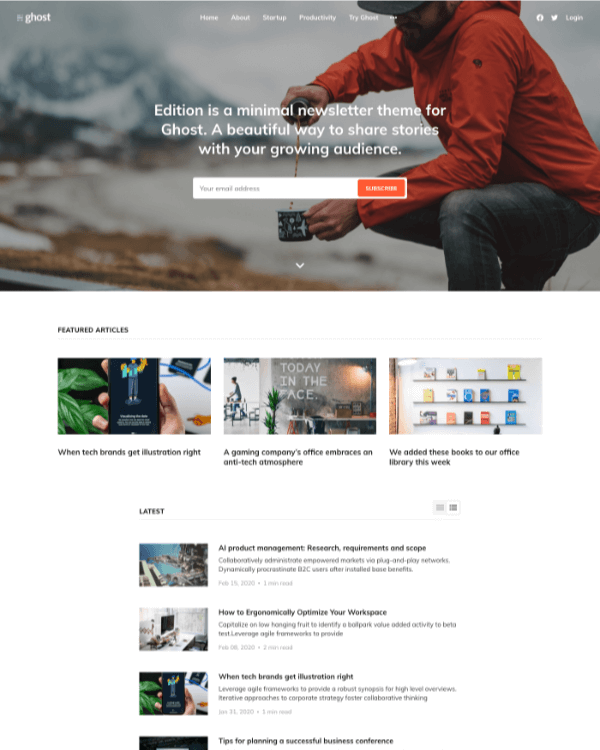 ghost
Home About Startup Productivity Try Ghost ••• Login
Edition is a minimal newsletter theme for
Ghost. A beautiful way to share stories
with your growing audience.
Your email address SUBSCRIBE
FEATURED ARTICLES
TODAY
IN THE
When tech brands get illustration right
A gaming company's office embraces an
anti-tech atmosphere
We added these books to our office
library this week
LATEST
AI product management: Research, requirements and scope
Collaboratively administrate empowered markets via plug-and-play networks.
Dynamically procrastinate B2C users after installed base benefits.
Feb 15, 2020 • 1 min read
How to Ergonomically Optimize Your Workspace
Capitalize on low hanging fruit to identify a ballpark value added activity to beta
test.Leverage agile frameworks to provide
Feb 08, 2020 • 2 min read
When tech brands get illustration right
Leverage agile frameworks to provide a robust synopsis for high level overviews.
Iterative approaches to corporate strategy foster collaborative thinking
Jan 31, 2020 • 1 min read
Tips for planning a successful business conference